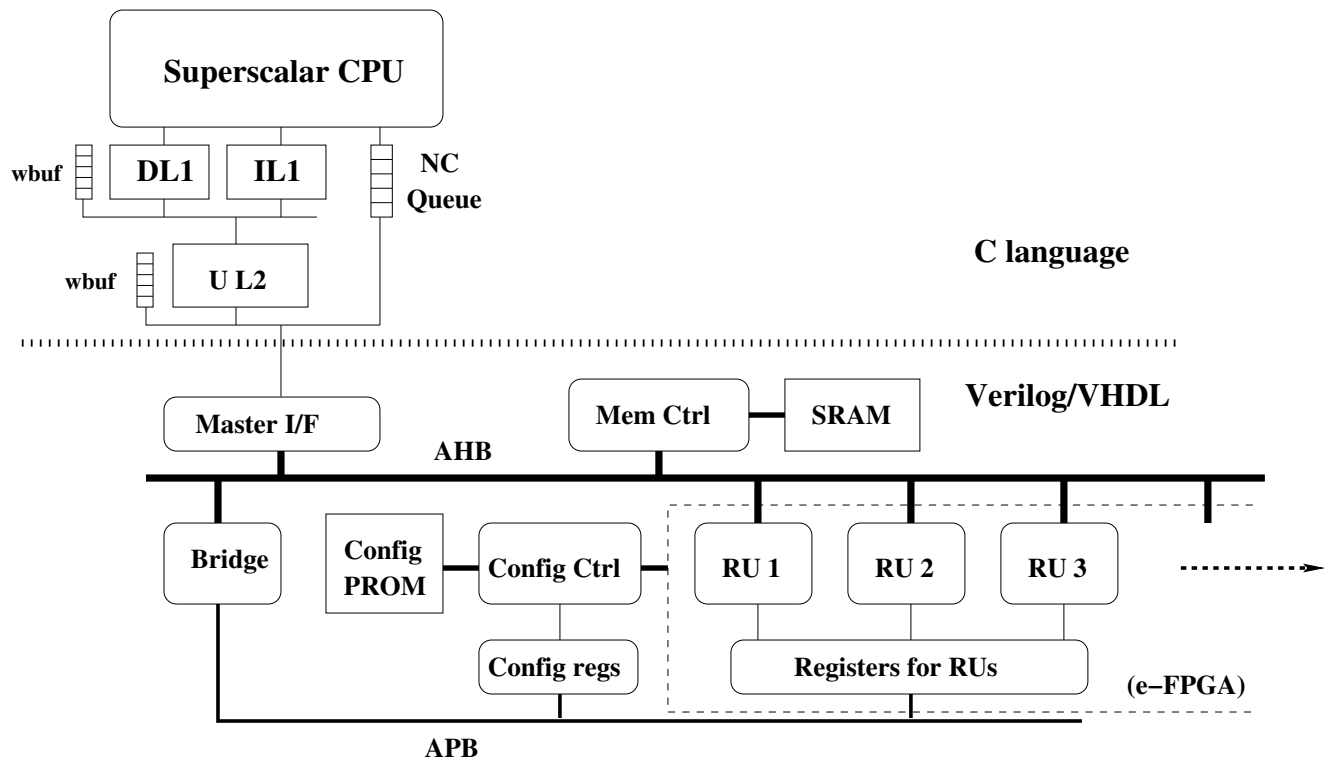 Superscalar CPU
wbuf
DL1
IL1
NC
Queue
wbuf
U L2
C language
Verilog/VHDL
Master I/F
Mem Ctrl
SRAM
AHB
Bridge
Config
PROM
Config Ctrl
RU 1
RU 2
RU 3
Config regs
Registers for RUs
(e-FPGA)
APB